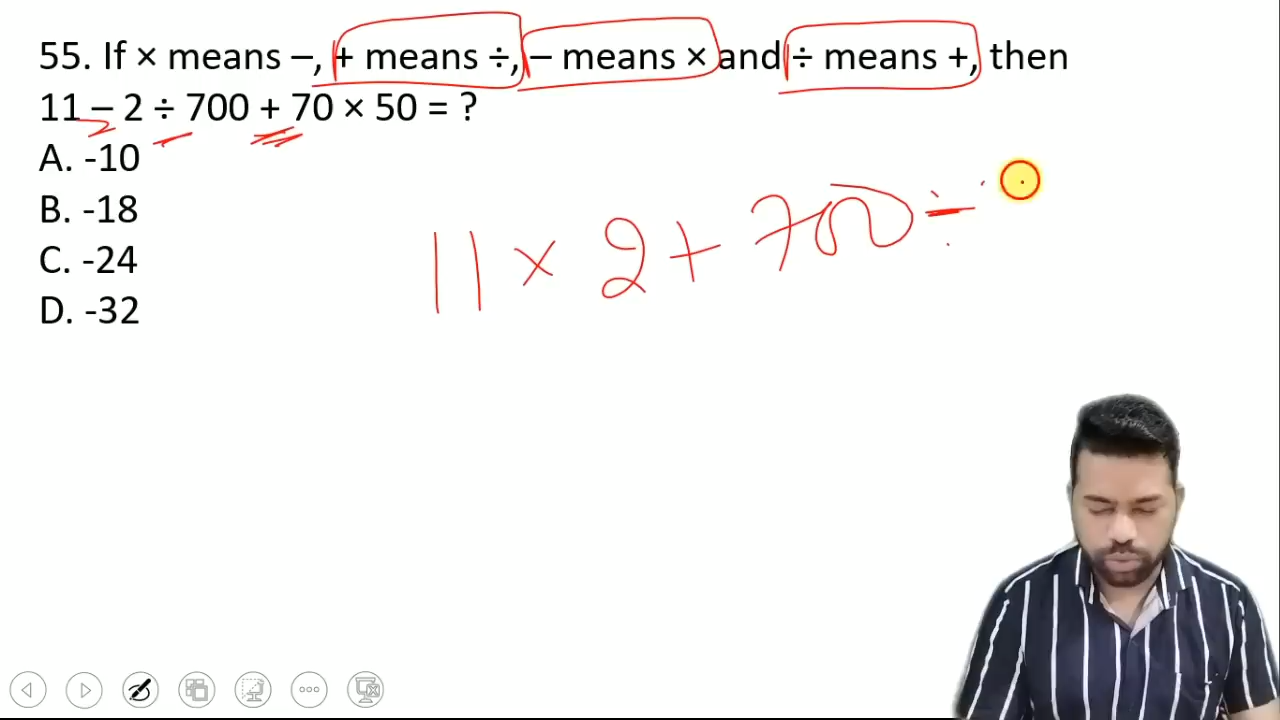 55. If × means –, + means ÷, – means × and ÷ means +, then
11 – 2 ÷ 700 + 70 × 50 = ?
A. -10
B. -18
C. -24
D. -32
11 × 2 + 700 ÷